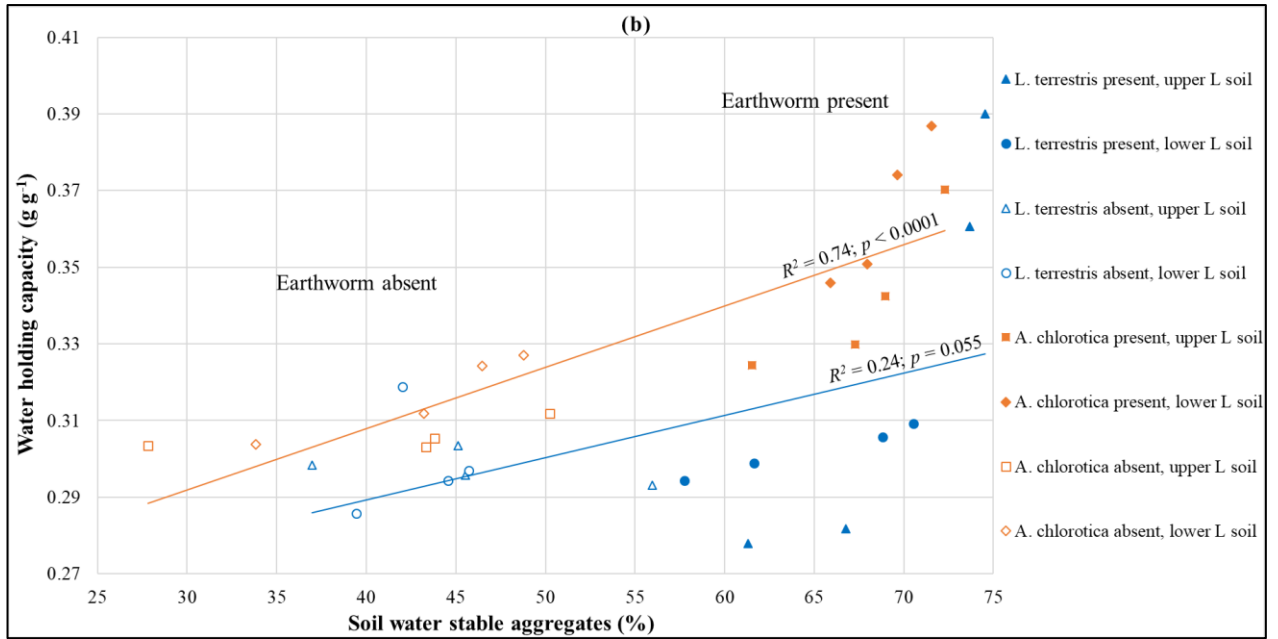 (b)
0.41
0.39
0.37
0.35
0.33
0.31
0.29
0.27
Water holding capacity (g g⁻¹)
Earthworm present
Earthworm absent
R² = 0.74; p < 0.0001
R² = 0.24; p = 0.055
25 30 35 40 45 50 55 60 65 70 75
Soil water stable aggregates (%)
L. terrestris present, upper L soil
L. terrestris present, lower L soil
L. terrestris absent, upper L soil
L. terrestris absent, lower L soil
A. chlorotica present, upper L soil
A. chlorotica present, lower L soil
A. chlorotica absent, upper L soil
A. chlorotica absent, lower L soil